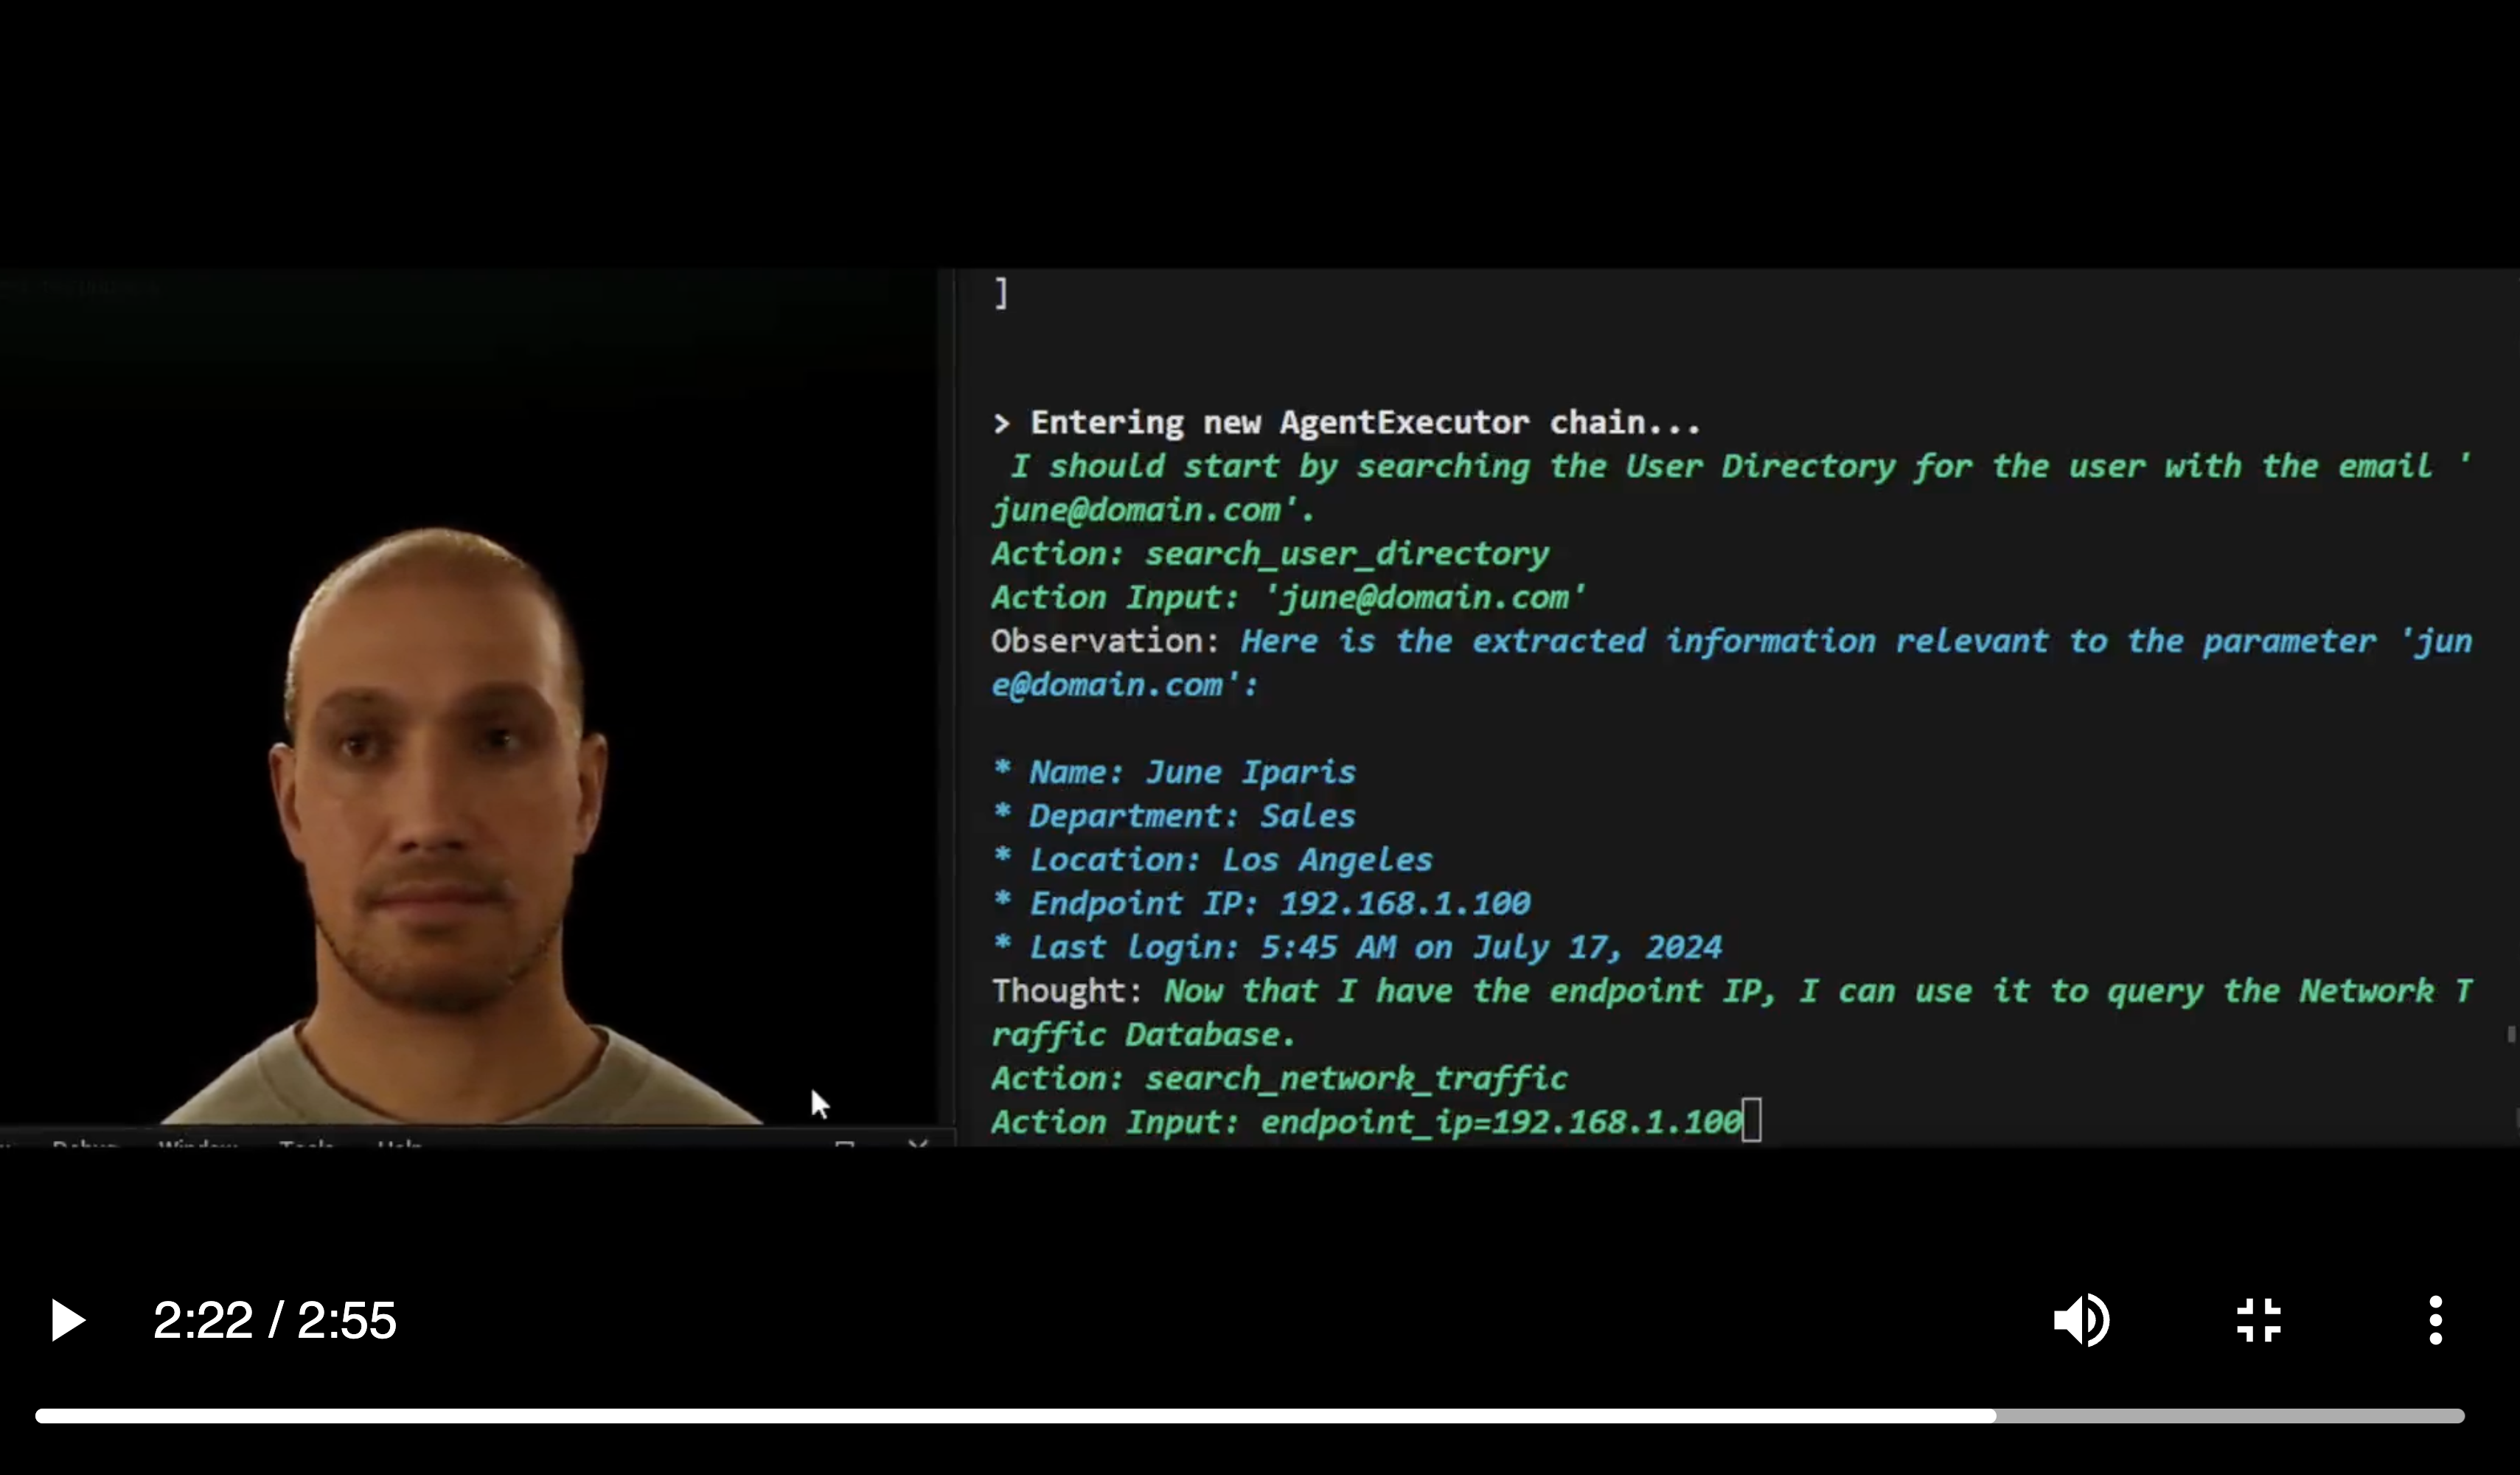 ]
> Entering new AgentExecutor chain...
I should start by searching the User Directory for the user with the email '
june@domain.com'.
Action: search_user_directory
Action Input: 'june@domain.com'
Observation: Here is the extracted information relevant to the parameter 'jun
e@domain.com':
* Name: June Iparis
* Department: Sales
* Location: Los Angeles
* Endpoint IP: 192.168.1.100
* Last login: 5:45 AM on July 17, 2024
Thought: Now that I have the endpoint IP, I can use it to query the Network T
raffic Database.
Action: search_network_traffic
Action Input: endpoint_ip=192.168.1.100
Debug Window Tools Help
2:22 / 2:55